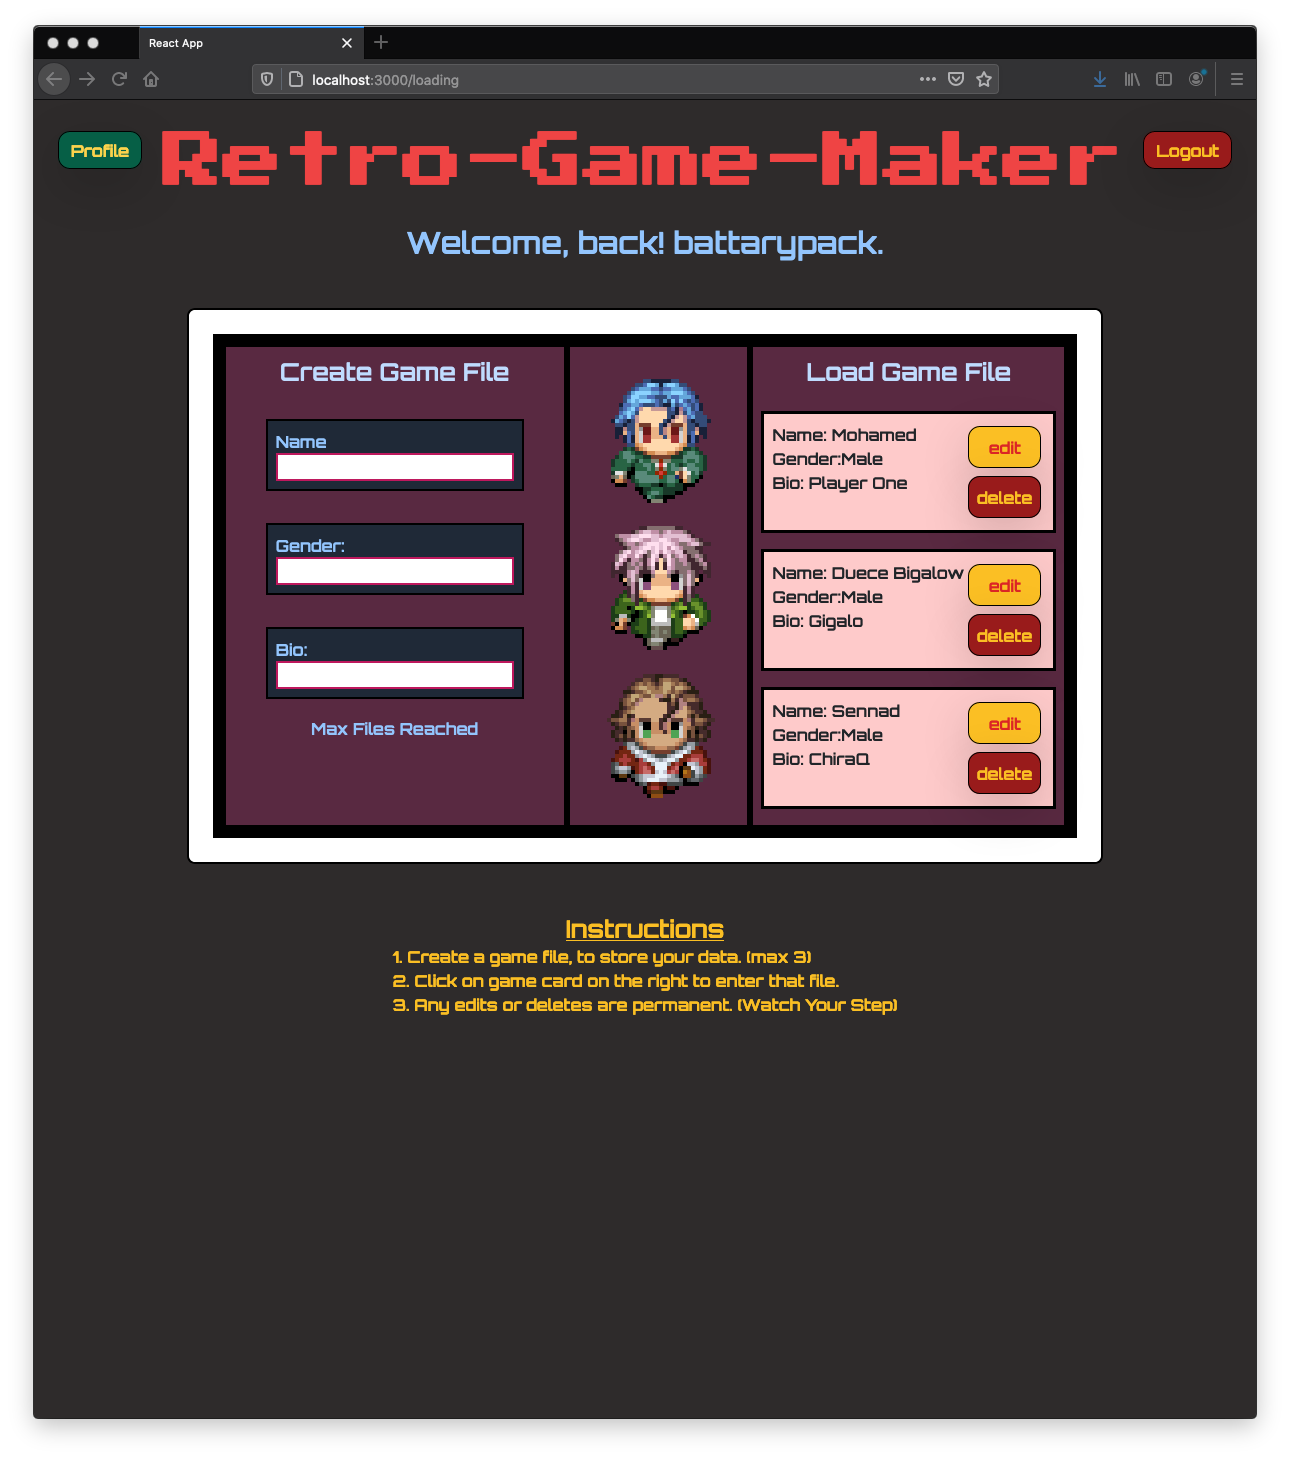 React App
localhost:3000/loading
Profile
Retro-Game-Maker
Logout
Welcome, back! battarypack.
Create Game File
Name
Gender:
Bio:
Max Files Reached
Load Game File
Name: Mohamed
Gender:Male
Bio: Player One
edit
delete
Name: Duece Bigalow
Gender:Male
Bio: Gigalo
edit
delete
Name: Sennad
Gender:Male
Bio: ChiraQ
edit
delete
Instructions
1. Create a game file, to store your data. (max 3)
2. Click on game card on the right to enter that file.
3. Any edits or deletes are permanent. (Watch Your Step)